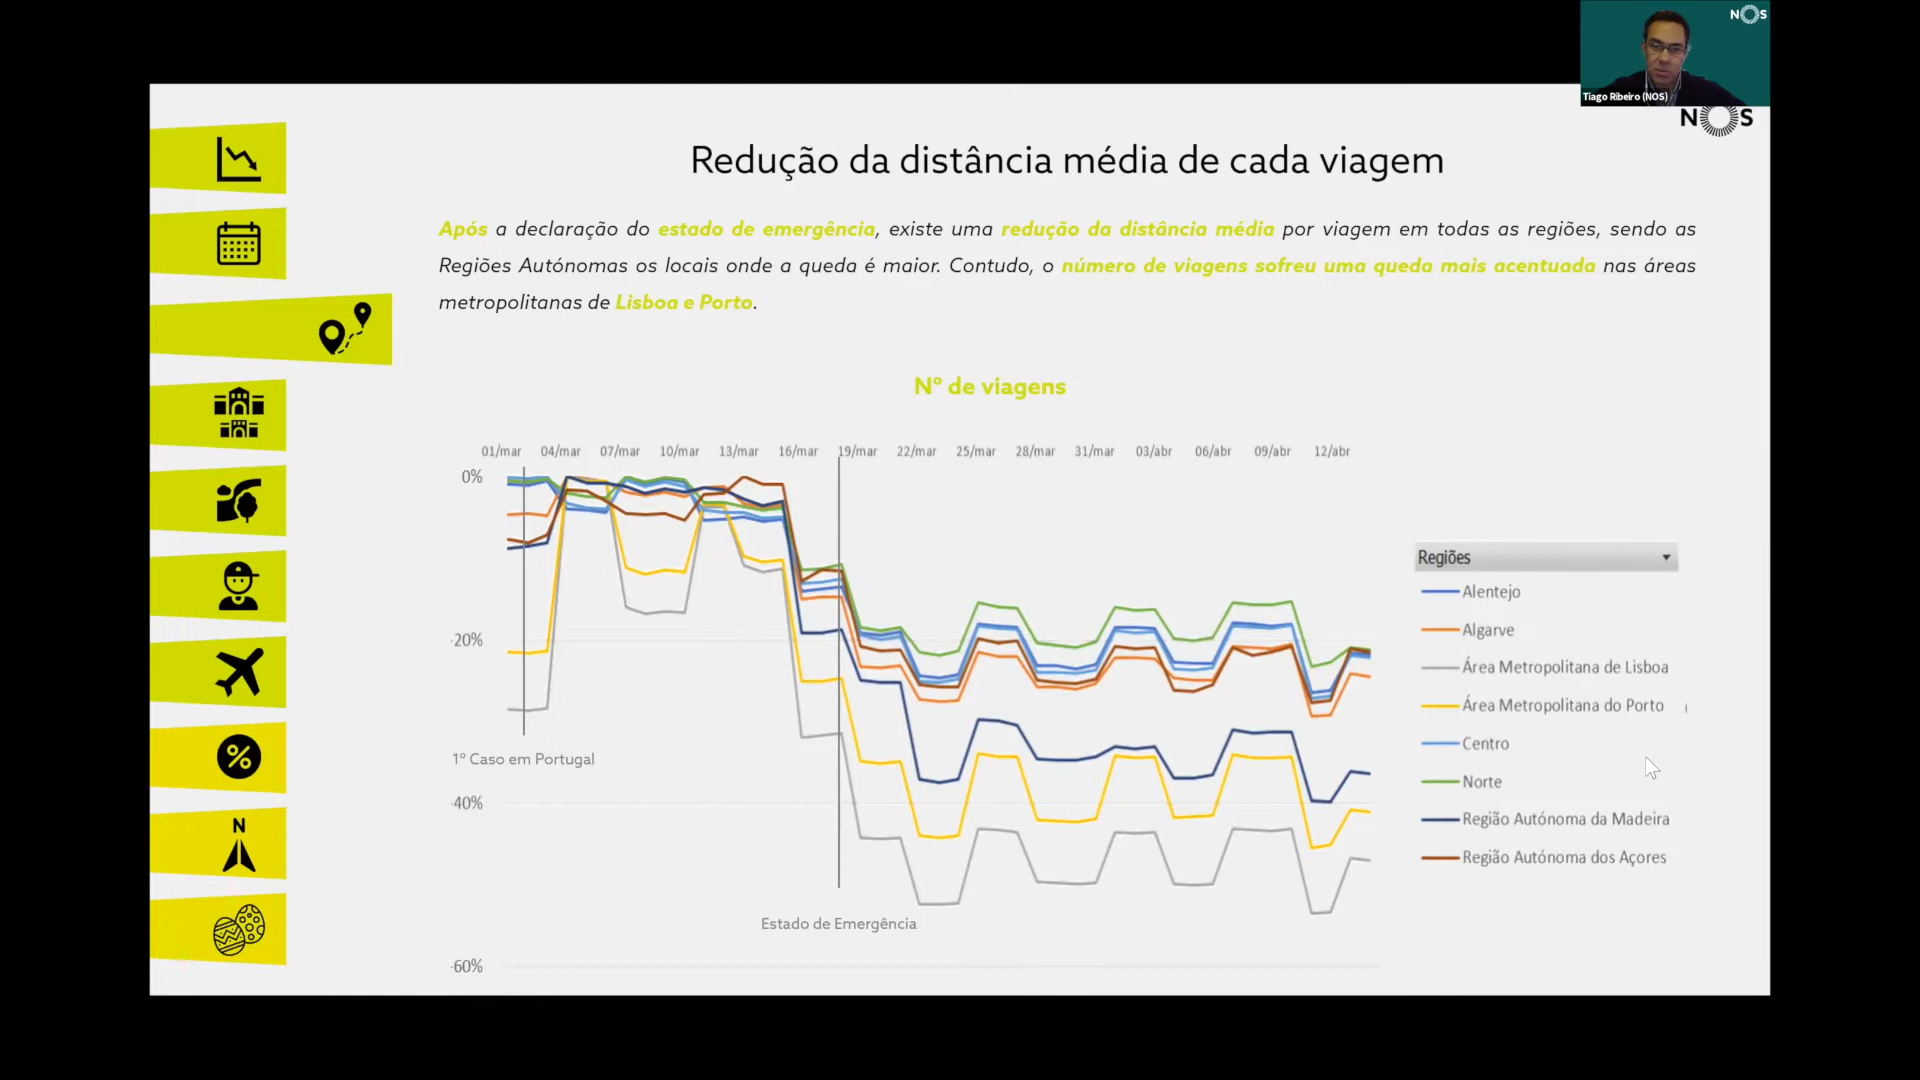 NOS
Tiago Ribeiro (NOS)
NOS
Redução da distância média de cada viagem
Após a declaração do estado de emergência, existe uma redução da distância média por viagem em todas as regiões, sendo as
Regiões Autónomas os locais onde a queda é maior. Contudo, o número de viagens sofreu uma queda mais acentuada nas áreas
metropolitanas de Lisboa e Porto.
Nº de viagens
01/mar 04/mar 07/mar 10/mar 13/mar 16/mar 19/mar 22/mar 25/mar 28/mar 31/mar 03/abr 06/abr 09/abr 12/abr
0%
-20%
-40%
-60%
1º Caso em Portugal
Estado de Emergência
Regiões
Alentejo
Algarve
Área Metropolitana de Lisboa
Área Metropolitana do Porto
Centro
Norte
Região Autónoma da Madeira
Região Autónoma dos Açores
%
N